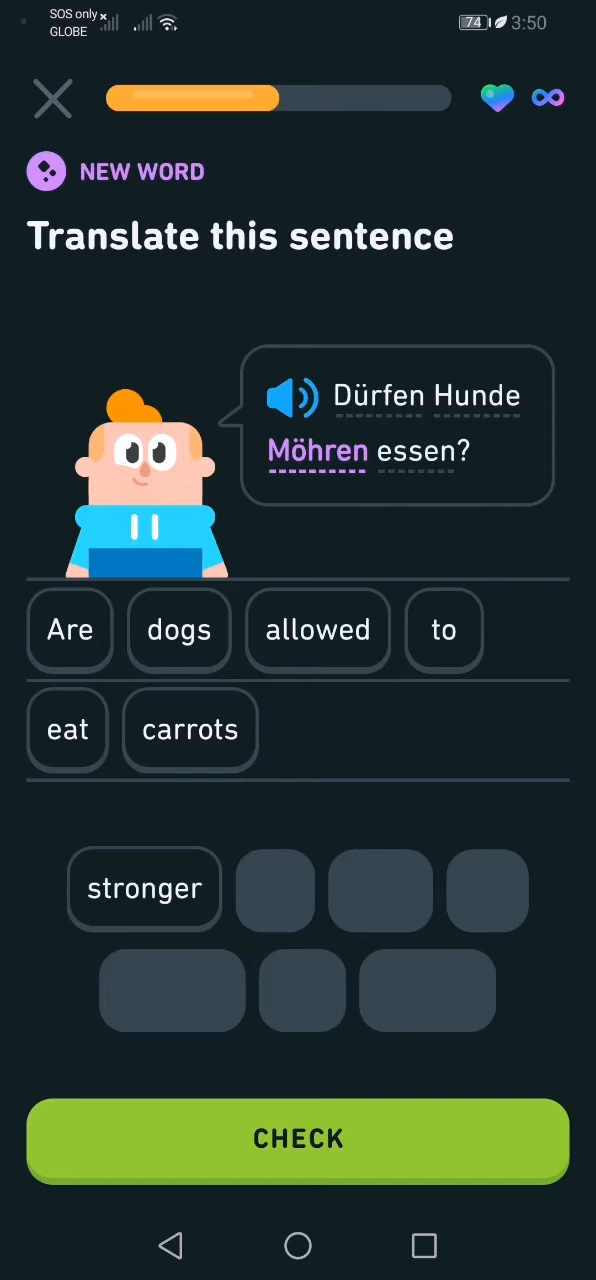 SOS only
GLOBE
74 3:50
NEW WORD
Translate this sentence
Dürfen Hunde
Möhren essen?
Are dogs allowed to
eat carrots
stronger
CHECK